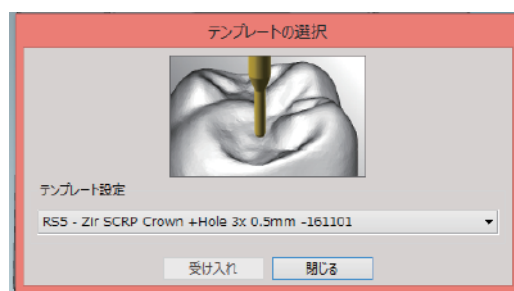 テンプレートの選択
テンプレート設定
RS5 - Zir SCRP Crown +Hole 3x 0.5mm -161101
受け入れ 閉じる